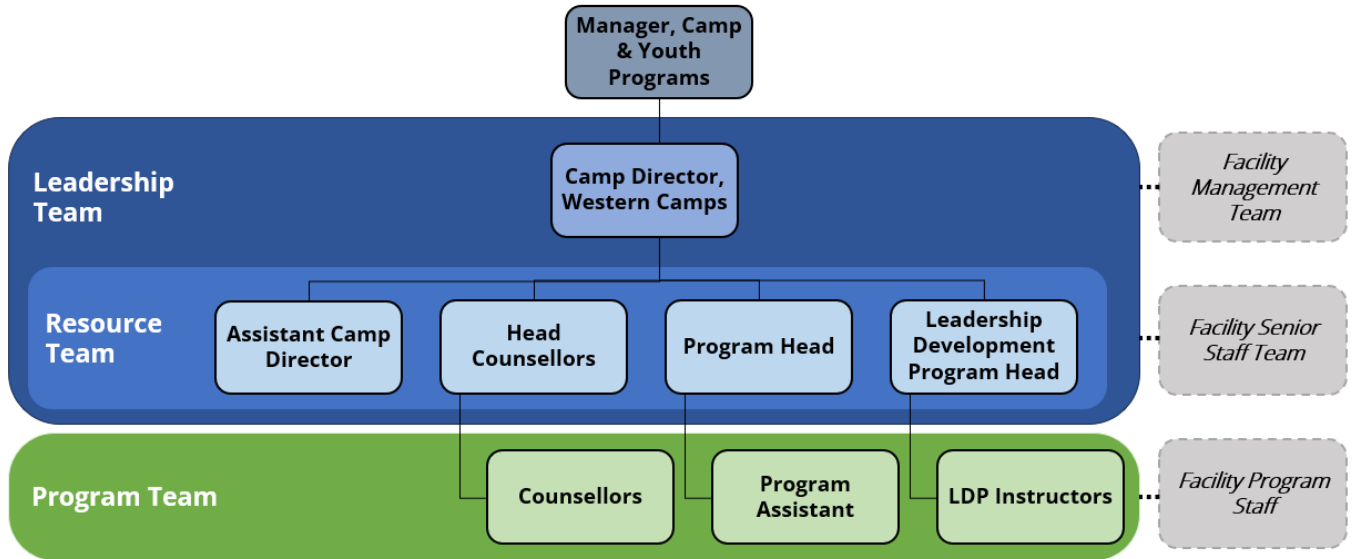 Manager, Camp
& Youth
Programs
Leadership
Team
Camp Director,
Western Camps
Facility
Management
Team
Resource
Team
Assistant Camp
Director
Head
Counsellors
Program Head
Leadership
Development
Program Head
Facility Senior
Staff Team
Program Team
Counsellors
Program
Assistant
LDP Instructors
Facility Program
Staff